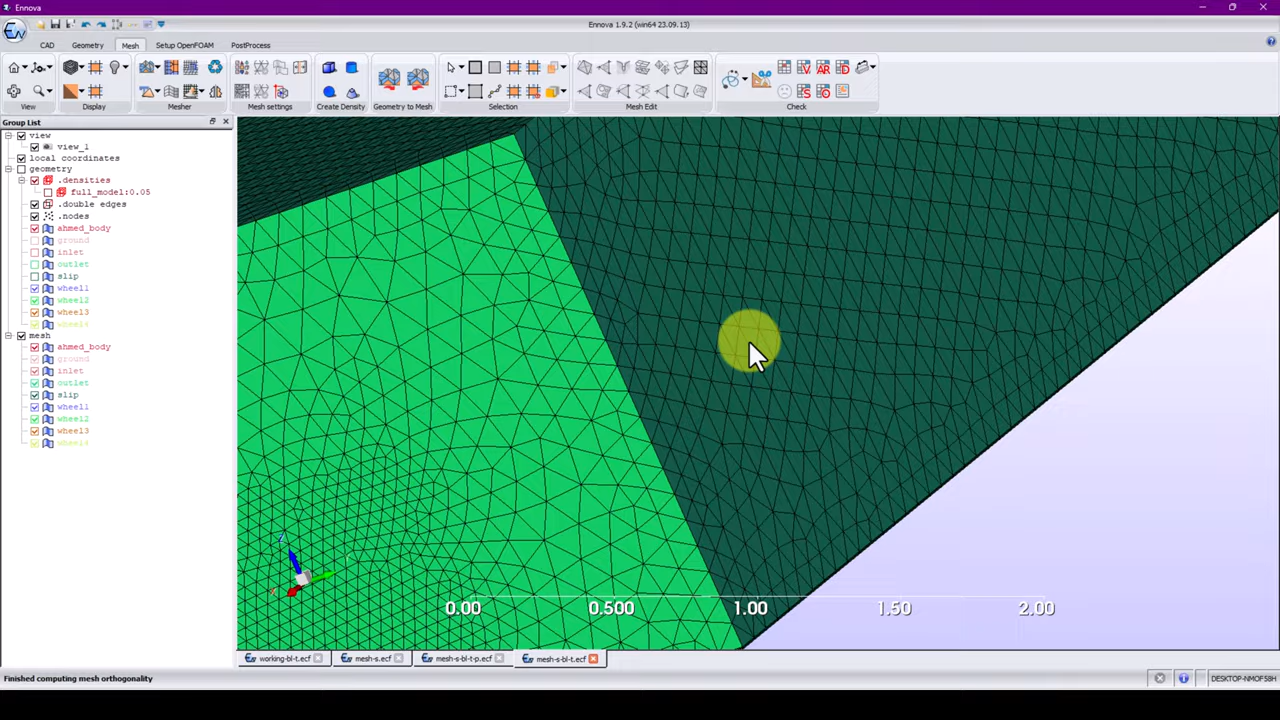 Ennova
Ennova 1.9.2 (win64 23.09.13]
CAD Geometry Mesh Setup OpenFOAM PostProcess
View Display Mesher Mesh settings Create Density Geometry to Mesh Selection Mesh Edit Check
Group List
view
view_1
local coordinates
geometry
.densities
full_model:0.05
.double edges
.nodes
ahmed_body
ground
inlet
outlet
slip
wheel1
wheel2
wheel3
wheel4
mesh
ahmed_body
ground
inlet
outlet
slip
wheel1
wheel2
wheel3
wheel4
0.00 0.500 1.00 1.50 2.00
working-bl-t.ecf mesh-s.ecf mesh-s-bl-t-p.ecf mesh-s-bl-t.ecf
Finished computing mesh orthogonality
DESKTOP-NMOF58H